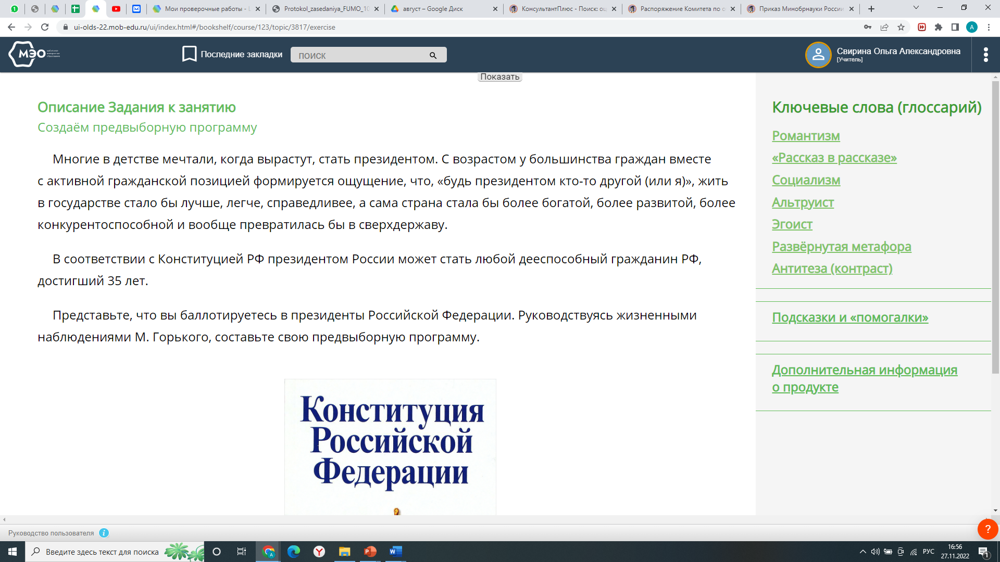 Мои проверочные работы - L
Protokol_zasedaniya_FUMO_10
август – Google Диск
КонсультантПлюс - Поиск: оц
Распоряжение Комитета по о
Приказ Минобрнауки России
ui-olds-22.mob-edu.ru/ui/index.html#/bookshelf/course/123/topic/3817/exercise
A
МЭО
Последние закладки
поиск
Свирина Ольга Александровна
[Учитель]
Показать
Описание Задания к занятию
Создаём предвыборную программу
Многие в детстве мечтали, когда вырастут, стать президентом. С возрастом у большинства граждан вместе
с активной гражданской позицией формируется ощущение, что, «будь президентом кто-то другой (или я)», жить
в государстве стало бы лучше, легче, справедливее, а сама страна стала бы более богатой, более развитой, более
конкурентоспособной и вообще превратилась бы в сверхдержаву.
В соответствии с Конституцией РФ президентом России может стать любой дееспособный гражданин РФ,
достигший 35 лет.
Представьте, что вы баллотируетесь в президенты Российской Федерации. Руководствуясь жизненными
наблюдениями М. Горького, составьте свою предвыборную программу.
Конституция
Российской
Федерации
Ключевые слова (глоссарий)
Романтизм
«Рассказ в рассказе»
Социализм
Альтруист
Эгоист
Развёрнутая метафора
Антитеза (контраст)
Подсказки и «помогалки»
Дополнительная информация
о продукте
Руководство пользователя
i
?
Введите здесь текст для поиска
РУС
16:56
27.11.2022
1